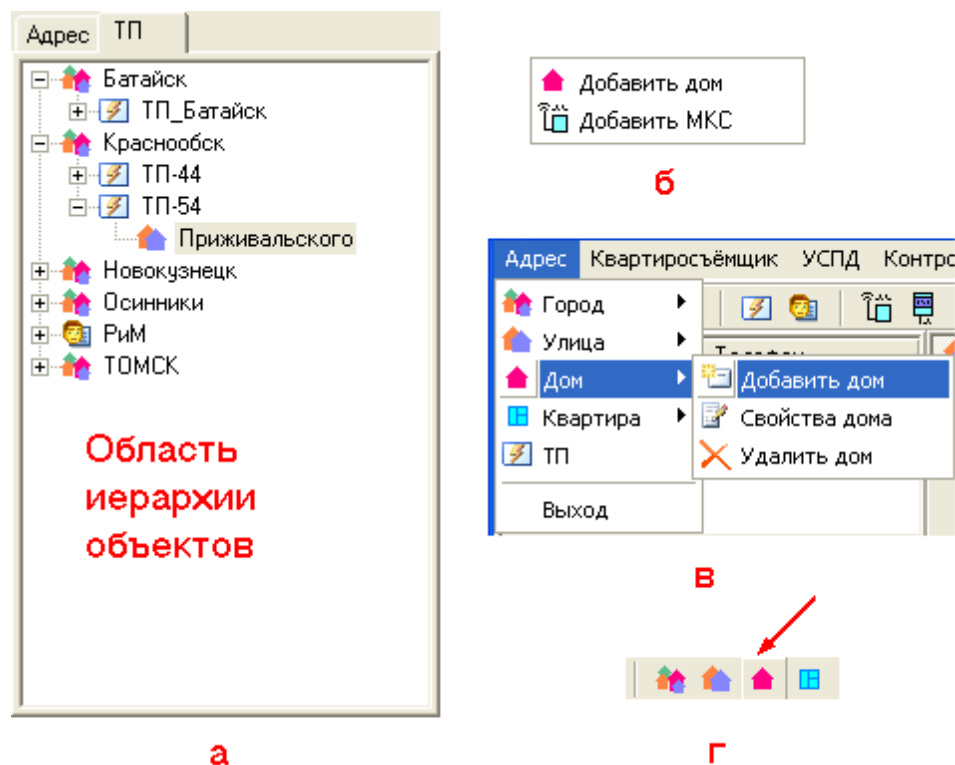 Адрес ТП
Батайск
ТП_Батайск
Краснообск
ТП-44
ТП-54
Приживальского
Новокузнецк
Осинники
РиМ
ТОМСК
Область
иерархии
объектов
а
Добавить дом
Добавить МКС
б
Адрес Квартиросъёмщик УСПД Контро
Город
Улица
Дом
Квартира
ТП
Выход
Добавить дом
Свойства дома
Удалить дом
в
г